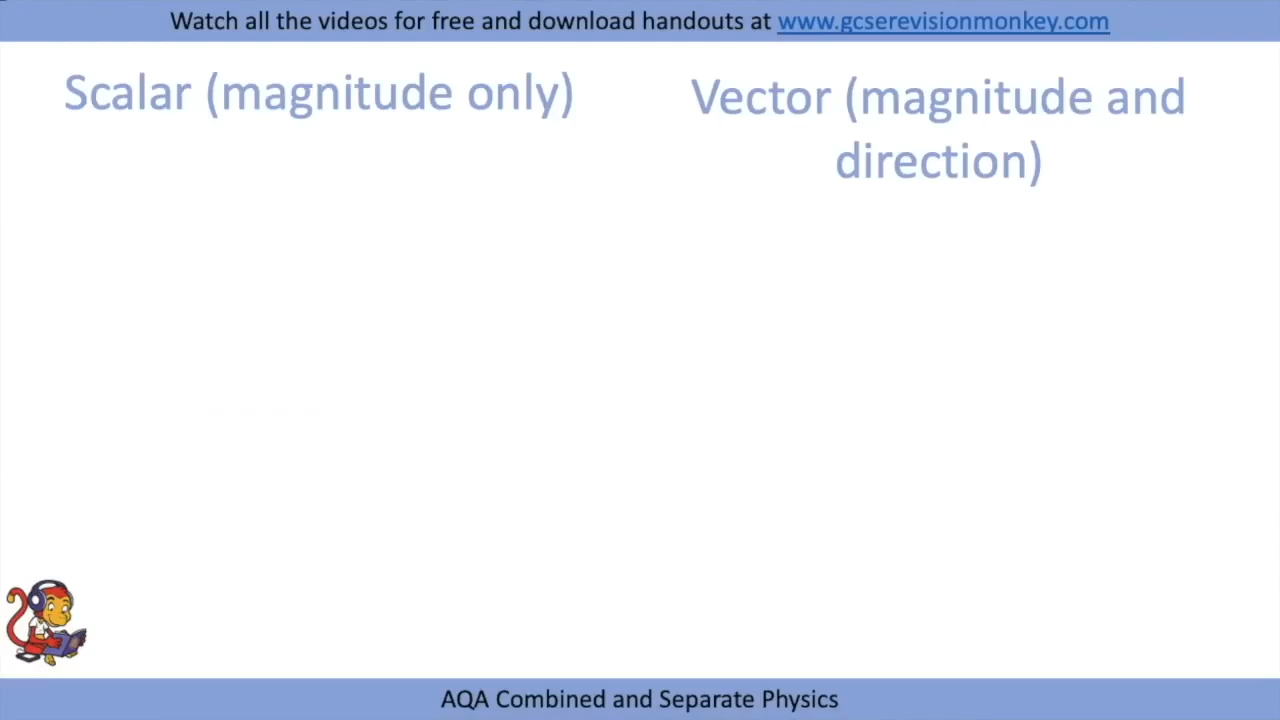 Watch all the videos for free and download handouts at www.gcserevisionmonkey.com
Scalar (magnitude only)
Vector (magnitude and
direction)
AQA Combined and Separate Physics